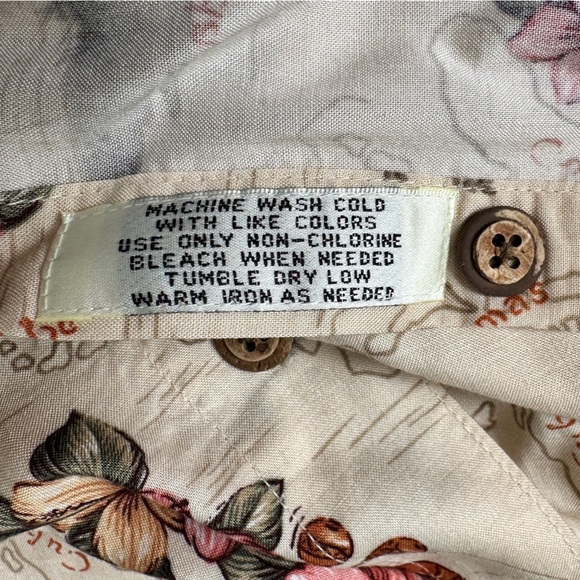 MACHINE WASH COLD
WITH LIKE COLORS
USE ONLY NON-CHLORINE
BLEACH WHEN NEEDED
TUMBLE DRY LOW
WARM IRON AS NEEDED